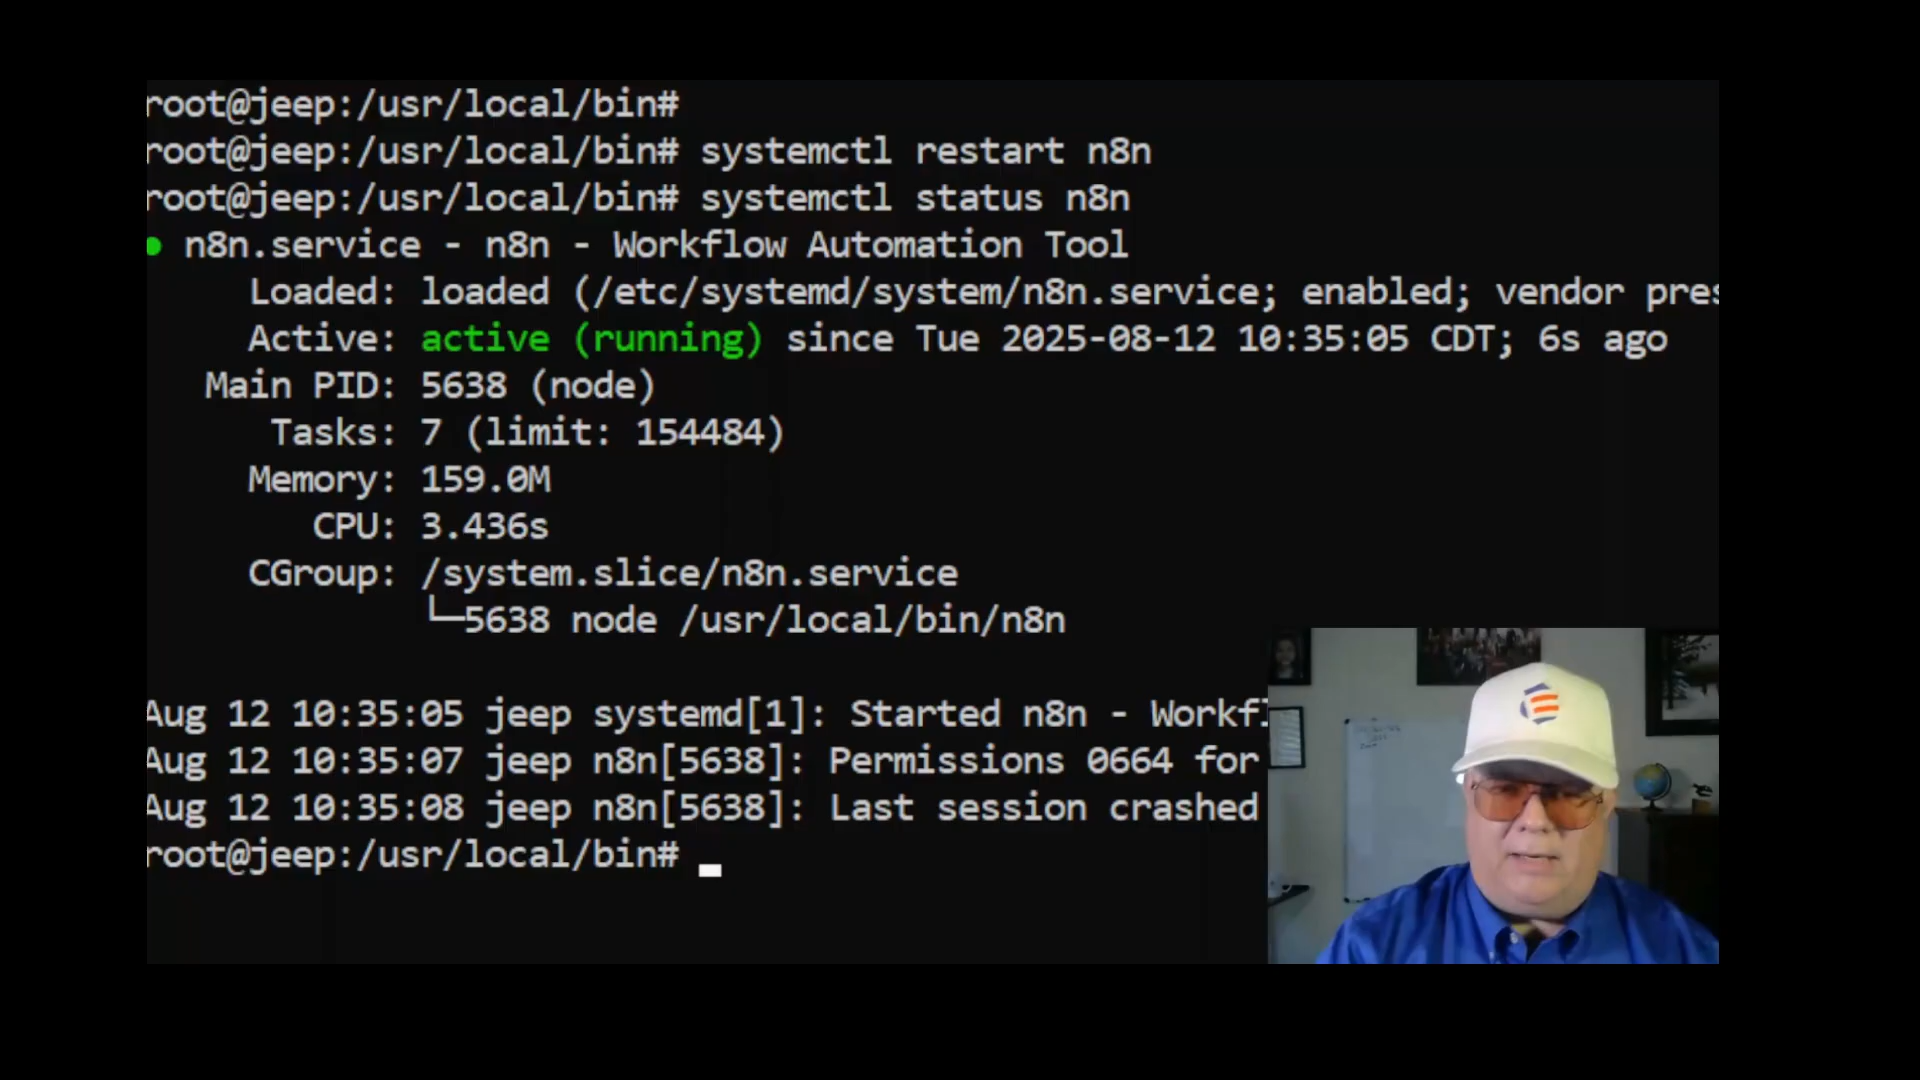 root@jeep:/usr/local/bin#
root@jeep:/usr/local/bin# systemctl restart n8n
root@jeep:/usr/local/bin# systemctl status n8n
● n8n.service - n8n - Workflow Automation Tool
Loaded: loaded (/etc/systemd/system/n8n.service; enabled; vendor pres
Active: active (running) since Tue 2025-08-12 10:35:05 CDT; 6s ago
Main PID: 5638 (node)
Tasks: 7 (limit: 154484)
Memory: 159.0M
CPU: 3.436s
CGroup: /system.slice/n8n.service
└─5638 node /usr/local/bin/n8n
Aug 12 10:35:05 jeep systemd[1]: Started n8n - Workfl
Aug 12 10:35:07 jeep n8n[5638]: Permissions 0664 for
Aug 12 10:35:08 jeep n8n[5638]: Last session crashed
root@jeep:/usr/local/bin#